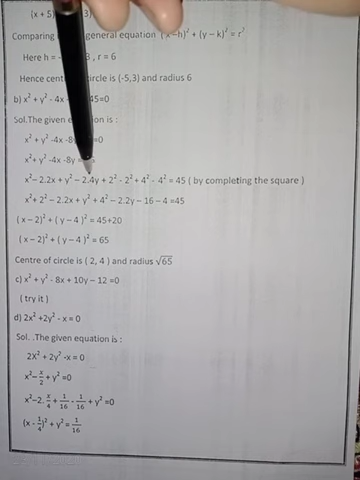 (x + 5) 3)²
Comparing general equation (x-h)² + (y – k)² = r²
Here h = 3 , r = 6
Hence cent circle is (-5,3) and radius 6
b) x² + y² - 4x 45=0
Sol.The given e ion is :
x² + y² -4x -8 =0
x²+ y² -4x -8y =
x²– 2.2x + y² – 2.4y + 2² - 2² + 4² - 4² = 45 ( by completing the square )
x²+ 2² – 2.2x + y² + 4² – 2.2y – 16 – 4 =45
(x – 2)² + ( y – 4 )² = 45+20
(x – 2)² + ( y – 4 )² = 65
Centre of circle is ( 2, 4 ) and radius √65
c) x² + y² - 8x + 10y – 12 =0
( try it )
d) 2x² +2y² - x = 0
Sol. .The given equation is :
2X² + 2y² -x = 0
x²– x/2 + y² =0
x²–2. x/4 + 1/16 - 1/16 + y² =0
(x - 1/4)² + y² = 1/16